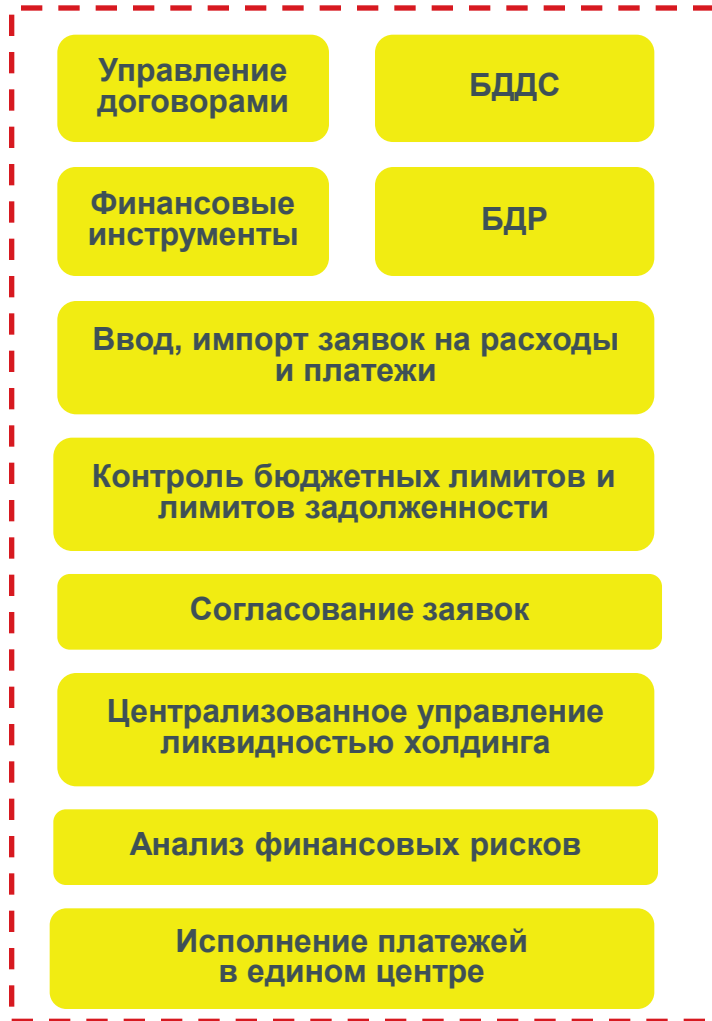 Управление
договорами
БДДС
Финансовые
инструменты
БДР
Ввод, импорт заявок на расходы
и платежи
Контроль бюджетных лимитов и
лимитов задолженности
Согласование заявок
Централизованное управление
ликвидностью холдинга
Анализ финансовых рисков
Исполнение платежей
в едином центре